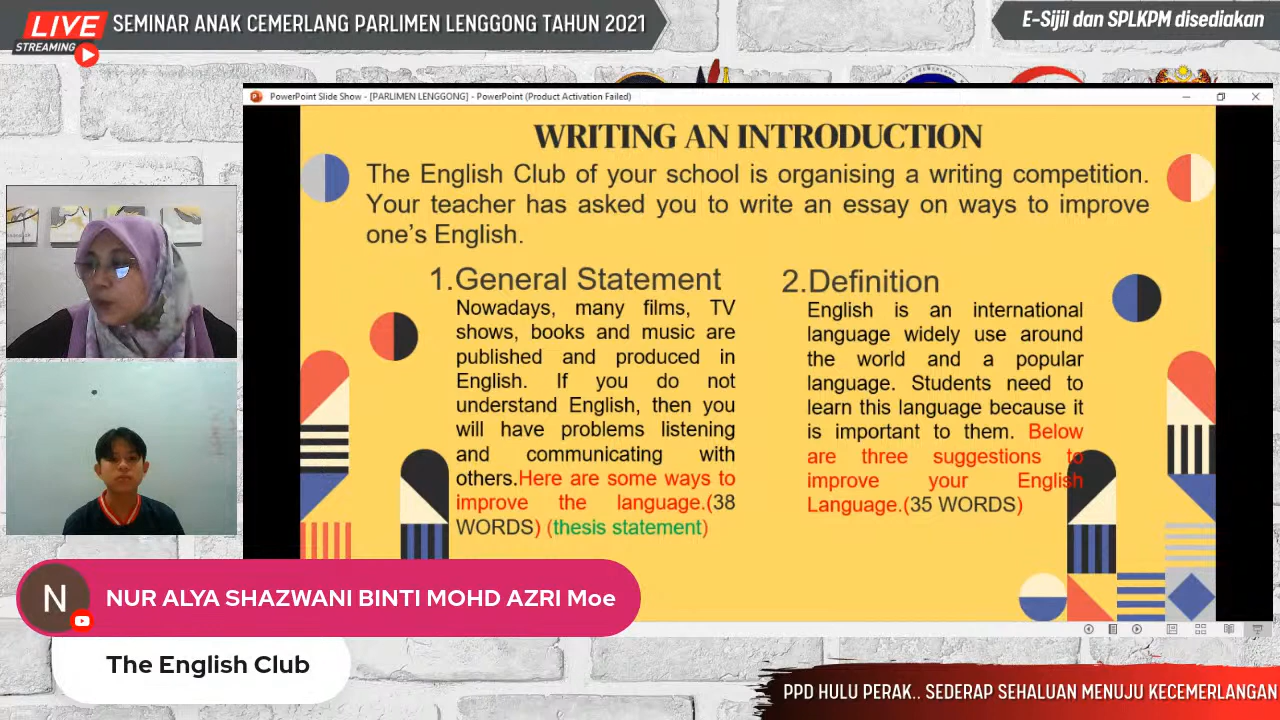 LIVE
STREAMING
SEMINAR ANAK CEMERLANG PARLIMEN LENGGONG TAHUN 2021
E-Sijil dan SPLKPM disediakan
PowerPoint Slide Show - [PARLIMEN LENGGONG] - PowerPoint (Product Activation Failed)
WRITING AN INTRODUCTION
The English Club of your school is organising a writing competition.
Your teacher has asked you to write an essay on ways to improve
one's English.
1.General Statement
Nowadays, many films, TV
shows, books and music are
published and produced in
English. If you do not
understand English, then you
will have problems listening
and communicating with
others.Here are some ways to
improve the language.(38
WORDS) (thesis statement)
2.Definition
English is an international
language widely use around
the world and a popular
language. Students need to
learn this language because it
is important to them. Below
are three suggestions to
improve your English
Language.(35 WORDS)
N
NUR ALYA SHAZWANI BINTI MOHD AZRI Moe
The English Club
PPD HULU PERAK.. SEDERAP SEHALUAN MENUJU KECEMERLANGAN